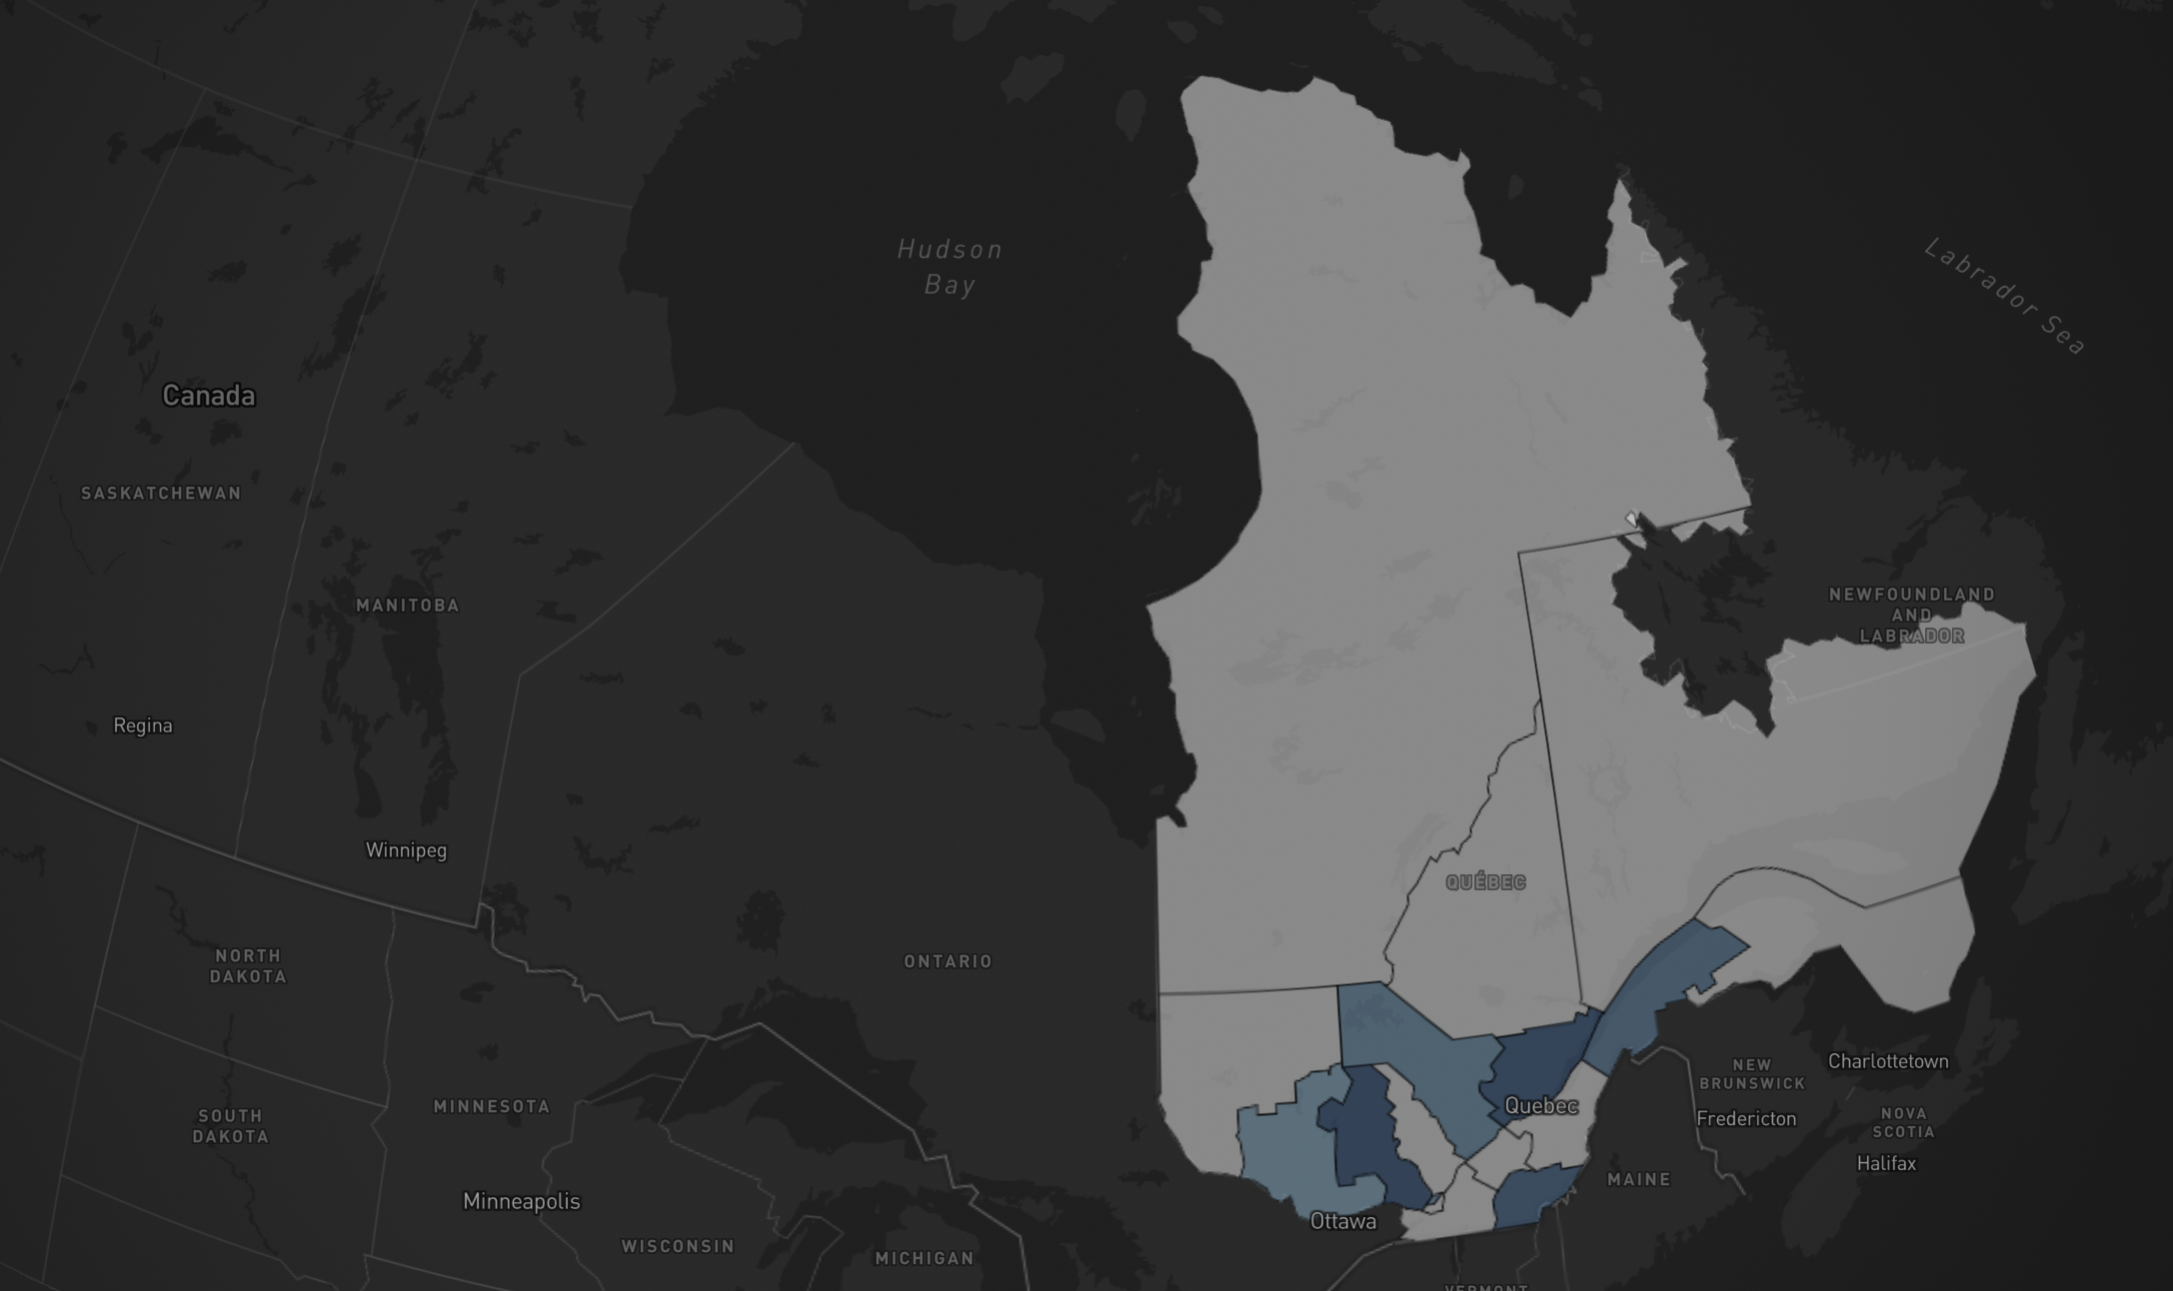 Hudson
Bay
Labrador Sea
Canada
SASKATCHEWAN
MANITOBA
NEWFOUNDLAND
AND
LABRADOR
Regina
Winnipeg
QUÉBEC
NORTH
DAKOTA
ONTARIO
SOUTH
DAKOTA
MINNESOTA
Quebec
NEW
BRUNSWICK
Charlottetown
Fredericton
NOVA
SCOTIA
Halifax
MAINE
Minneapolis
Ottawa
WISCONSIN
MICHIGAN
VERMONT